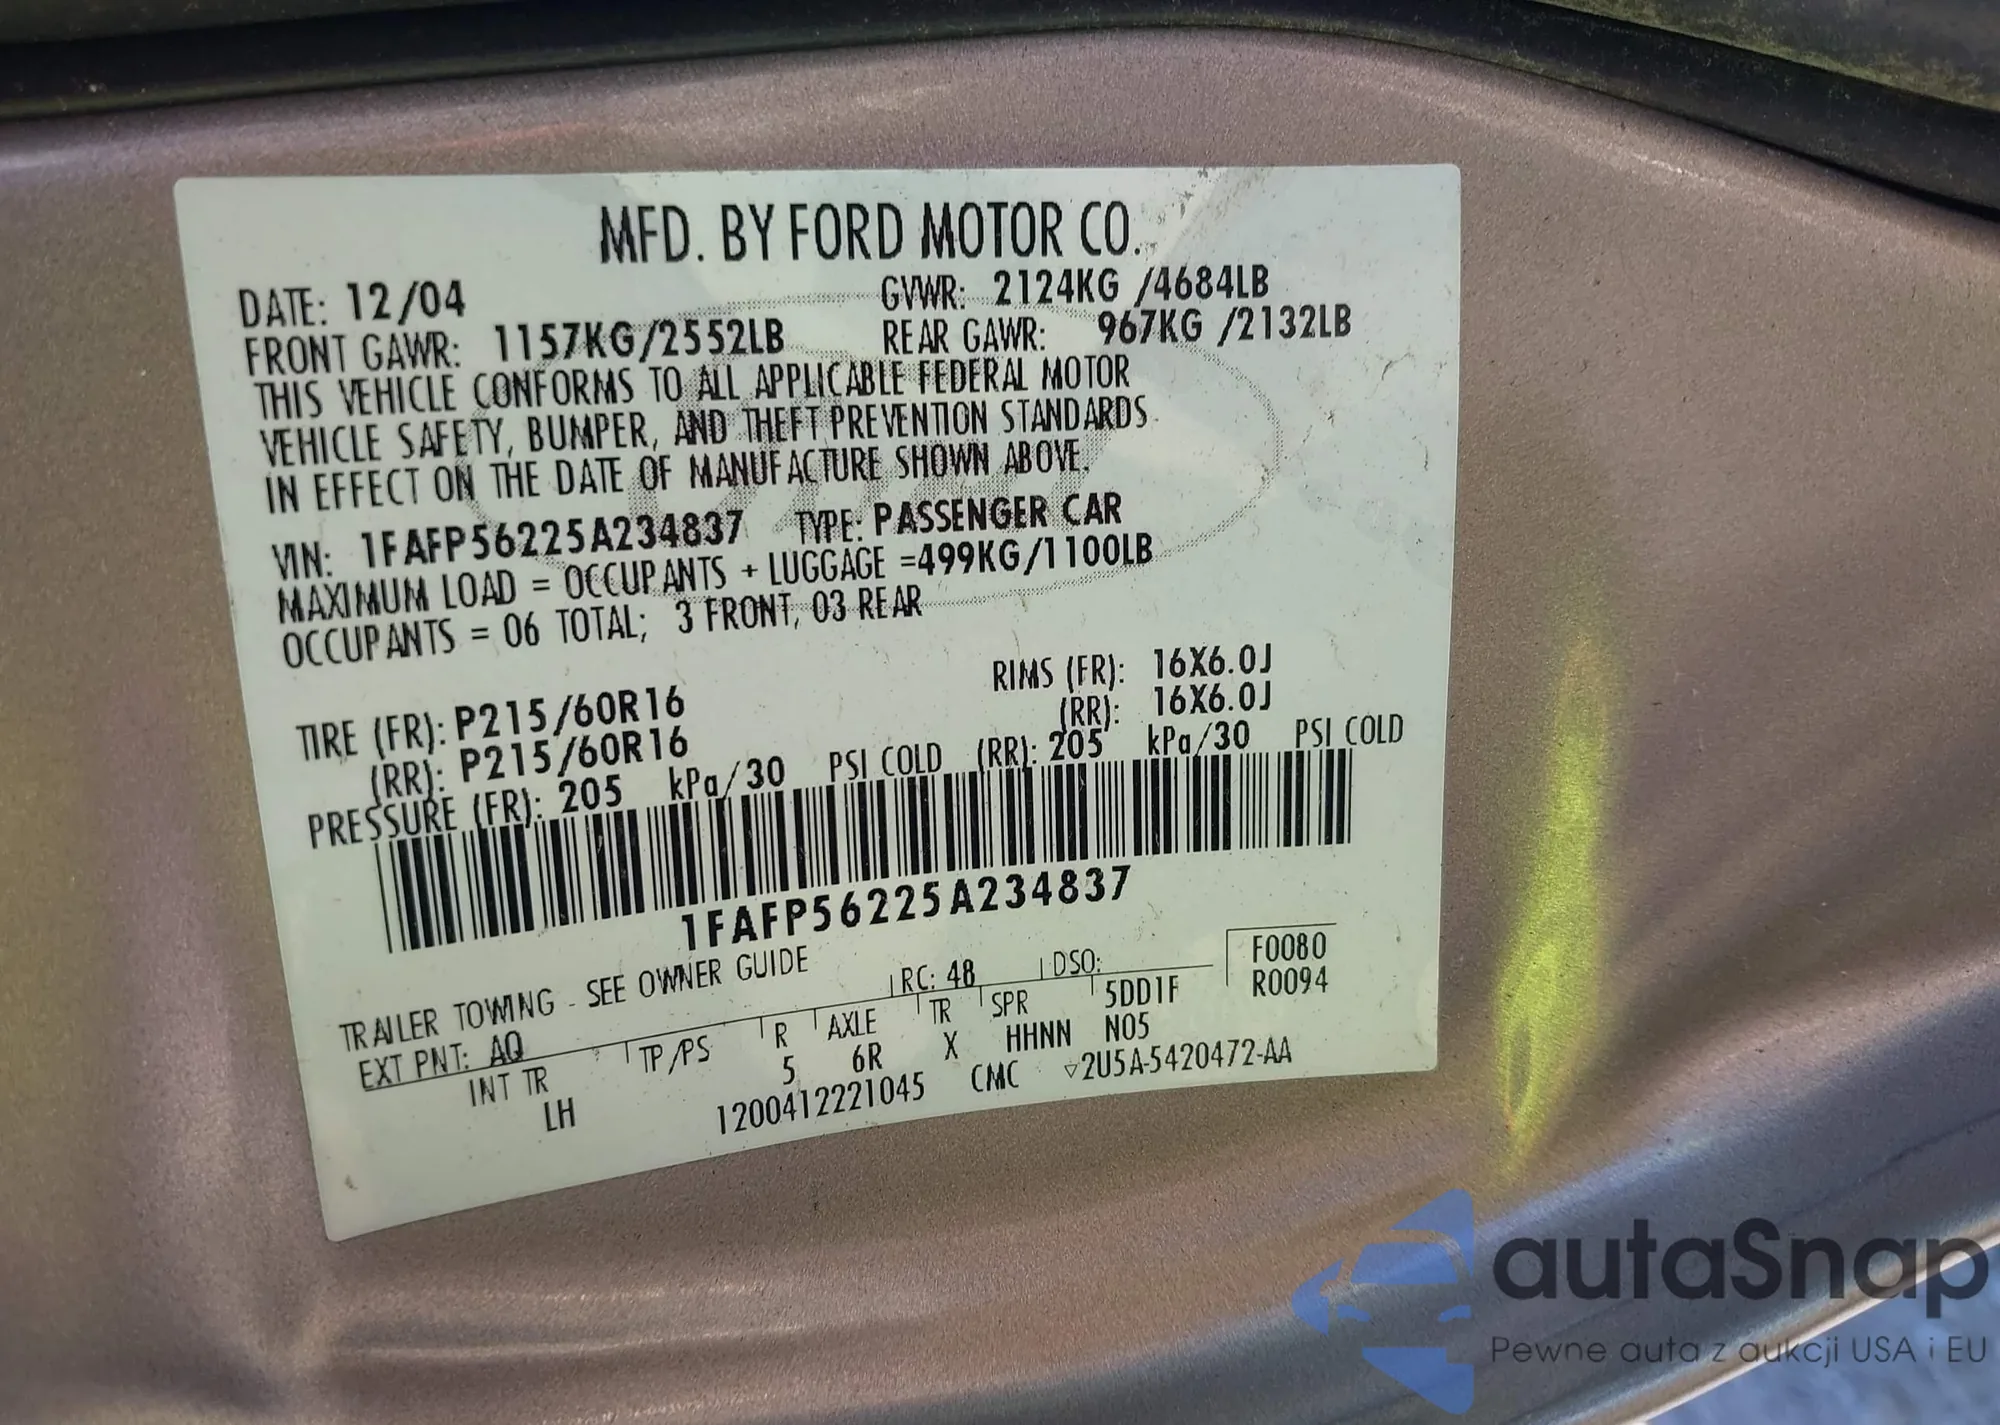 MFD. BY FORD MOTOR CO.
DATE: 12/04 GVWR: 2124KG /4684LB
FRONT GAWR: 1157KG/2552LB REAR GAWR: 967KG /2132LB
THIS VEHICLE CONFORMS TO ALL APPLICABLE FEDERAL MOTOR
VEHICLE SAFETY, BUMPER, AND THEFT PREVENTION STANDARDS
IN EFFECT ON THE DATE OF MANUFACTURE SHOWN ABOVE.
VIN: 1FAFP56225A234837 TYPE: PASSENGER CAR
MAXIMUM LOAD = OCCUPANTS + LUGGAGE =499KG/1100LB
OCCUPANTS = 06 TOTAL; 3 FRONT, 03 REAR
RIMS (FR): 16X6.0J
TIRE (FR): P215/60R16 (RR): 16X6.0J
(RR): P215/60R16
PRESSURE (FR): 205 kPa/30 PSI COLD (RR): 205 kPa/30 PSI COLD
1FAFP56225A234837
TRAILER TOWING - SEE OWNER GUIDE
EXT PNT: AQ RC: 48 DSO: F0080
INT TR TP/PS R AXLE TR SPR 5DD1F R0094
LH 5 6R X HHNN N05
1200412221045 CMC ▽2U5A-5420472-AA
autaSnap
Pewne auta z aukcji USA i EU